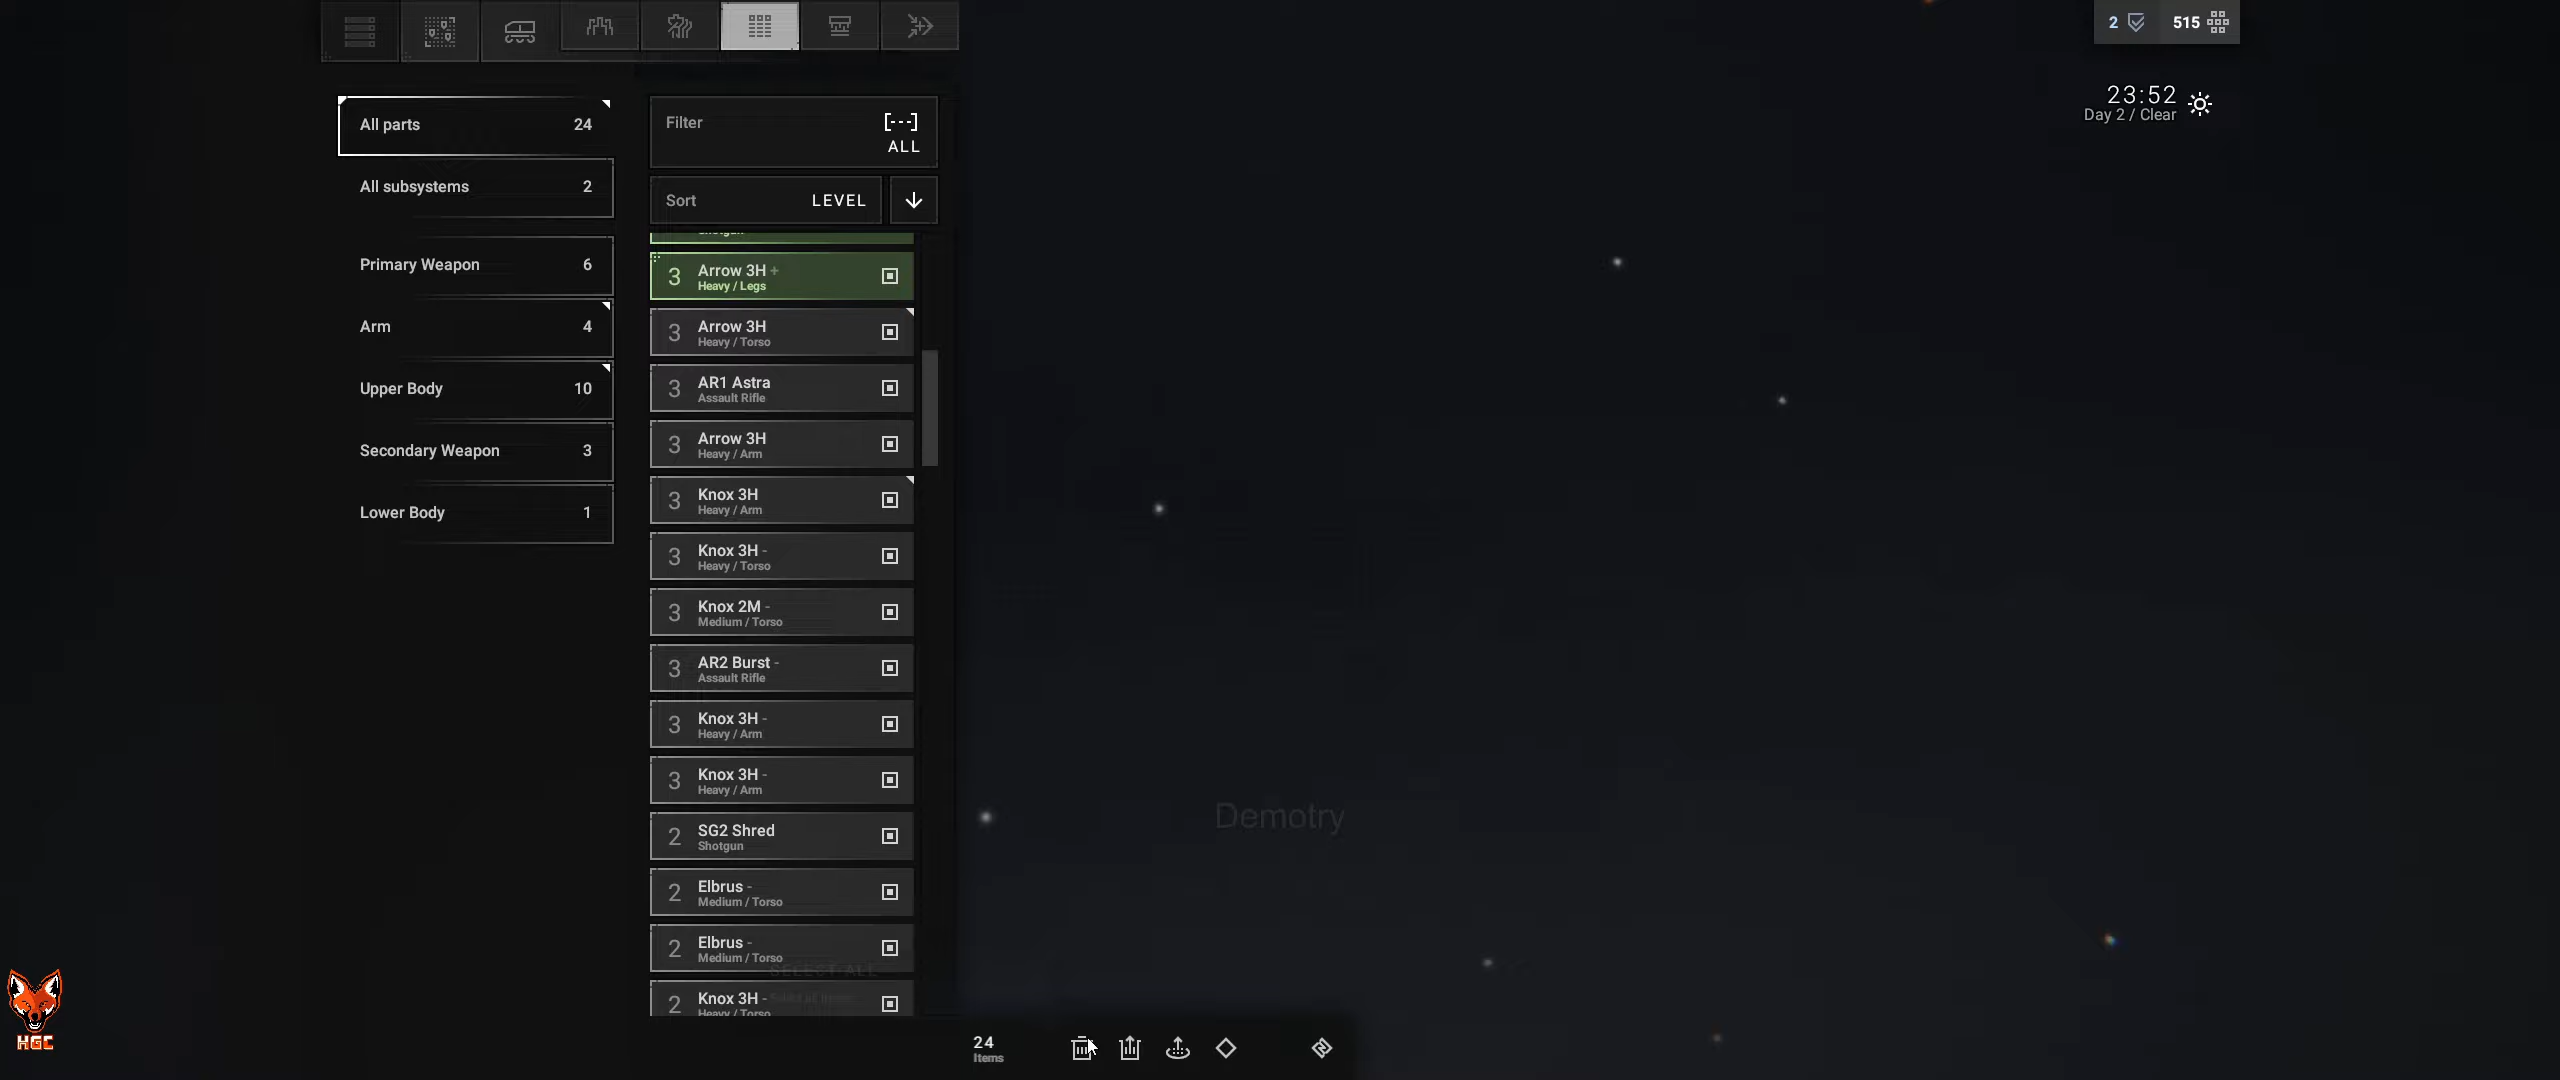 2
515
23:52
Day 2 / Clear
All parts 24
All subsystems 2
Primary Weapon 6
Arm 4
Upper Body 10
Secondary Weapon 3
Lower Body 1
Filter
[---]
ALL
Sort LEVEL
Shotgun
3 Arrow 3H +
Heavy / Legs
3 Arrow 3H
Heavy / Torso
3 AR1 Astra
Assault Rifle
3 Arrow 3H
Heavy / Arm
3 Knox 3H
Heavy / Arm
3 Knox 3H -
Heavy / Torso
3 Knox 2M -
Medium / Torso
3 AR2 Burst -
Assault Rifle
3 Knox 3H -
Heavy / Arm
3 Knox 3H -
Heavy / Arm
2 SG2 Shred
Shotgun
2 Elbrus -
Medium / Torso
2 Elbrus -
Medium / Torso
SELECT ALL
2 Knox 3H -
Heavy / Torso
Demotry
24
Items
HGC